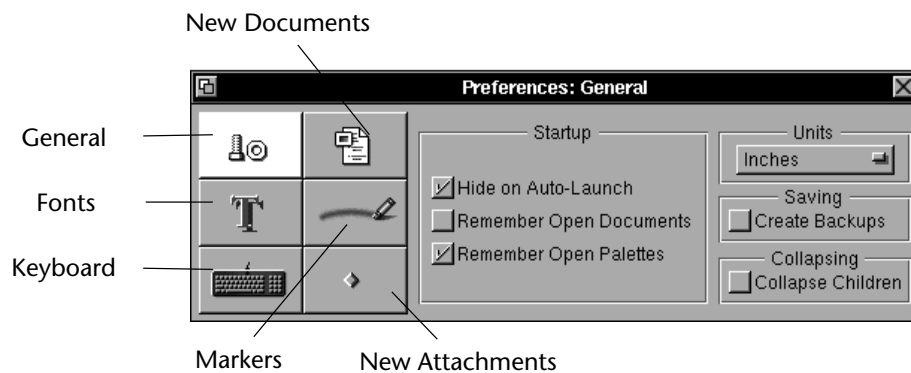 New Documents
Preferences: General
General
Fonts
Keyboard
Startup
Hide on Auto-Launch
Remember Open Documents
Remember Open Palettes
Units
Inches
Saving
Create Backups
Collapsing
Collapse Children
Markers
New Attachments